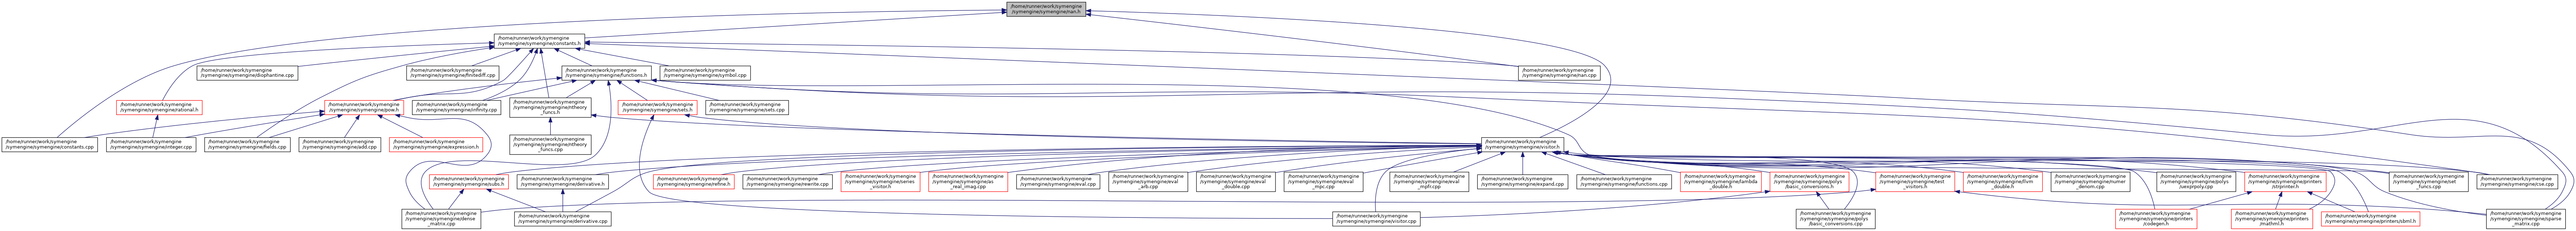 /home/runner/work/symengine
/symengine/symengine/nan.h
/home/runner/work/symengine
/symengine/symengine/constants.h
/home/runner/work/symengine
/symengine/symengine/diophantine.cpp
/home/runner/work/symengine
/symengine/symengine/finitediff.cpp
/home/runner/work/symengine
/symengine/symengine/functions.h
/home/runner/work/symengine
/symengine/symengine/symbol.cpp
/home/runner/work/symengine
/symengine/symengine/nan.cpp
/home/runner/work/symengine
/symengine/symengine/rational.h
/home/runner/work/symengine
/symengine/symengine/pow.h
/home/runner/work/symengine
/symengine/symengine/infinity.cpp
/home/runner/work/symengine
/symengine/symengine/ntheory
_funcs.h
/home/runner/work/symengine
/symengine/symengine/sets.h
/home/runner/work/symengine
/symengine/symengine/sets.cpp
/home/runner/work/symengine
/symengine/symengine/constants.cpp
/home/runner/work/symengine
/symengine/symengine/integer.cpp
/home/runner/work/symengine
/symengine/symengine/fields.cpp
/home/runner/work/symengine
/symengine/symengine/add.cpp
/home/runner/work/symengine
/symengine/symengine/expression.h
/home/runner/work/symengine
/symengine/symengine/ntheory
_funcs.cpp
/home/runner/work/symengine
/symengine/symengine/visitor.h
/home/runner/work/symengine
/symengine/symengine/subs.h
/home/runner/work/symengine
/symengine/symengine/derivative.h
/home/runner/work/symengine
/symengine/symengine/refine.h
/home/runner/work/symengine
/symengine/symengine/rewrite.cpp
/home/runner/work/symengine
/symengine/symengine/series
_visitor.h
/home/runner/work/symengine
/symengine/symengine/as
_real_imag.cpp
/home/runner/work/symengine
/symengine/symengine/eval.cpp
/home/runner/work/symengine
/symengine/symengine/eval
_arb.cpp
/home/runner/work/symengine
/symengine/symengine/eval
_double.cpp
/home/runner/work/symengine
/symengine/symengine/eval
_mpc.cpp
/home/runner/work/symengine
/symengine/symengine/eval
_mpfr.cpp
/home/runner/work/symengine
/symengine/symengine/expand.cpp
/home/runner/work/symengine
/symengine/symengine/functions.cpp
/home/runner/work/symengine
/symengine/symengine/lambda
_double.h
/home/runner/work/symengine
/symengine/symengine/polys
/basic_conversions.h
/home/runner/work/symengine
/symengine/symengine/test
_visitors.h
/home/runner/work/symengine
/symengine/symengine/llvm
_double.h
/home/runner/work/symengine
/symengine/symengine/numer
_denom.cpp
/home/runner/work/symengine
/symengine/symengine/polys
/uexprpoly.cpp
/home/runner/work/symengine
/symengine/symengine/printers
/strprinter.h
/home/runner/work/symengine
/symengine/symengine/set
_funcs.cpp
/home/runner/work/symengine
/symengine/symengine/cse.cpp
/home/runner/work/symengine
/symengine/symengine/dense
_matrix.cpp
/home/runner/work/symengine
/symengine/symengine/derivative.cpp
/home/runner/work/symengine
/symengine/symengine/visitor.cpp
/home/runner/work/symengine
/symengine/symengine/polys
/basic_conversions.cpp
/home/runner/work/symengine
/symengine/symengine/printers
/codegen.h
/home/runner/work/symengine
/symengine/symengine/printers
/mathml.h
/home/runner/work/symengine
/symengine/symengine/printers/sbml.h
/home/runner/work/symengine
/symengine/symengine/sparse
_matrix.cpp